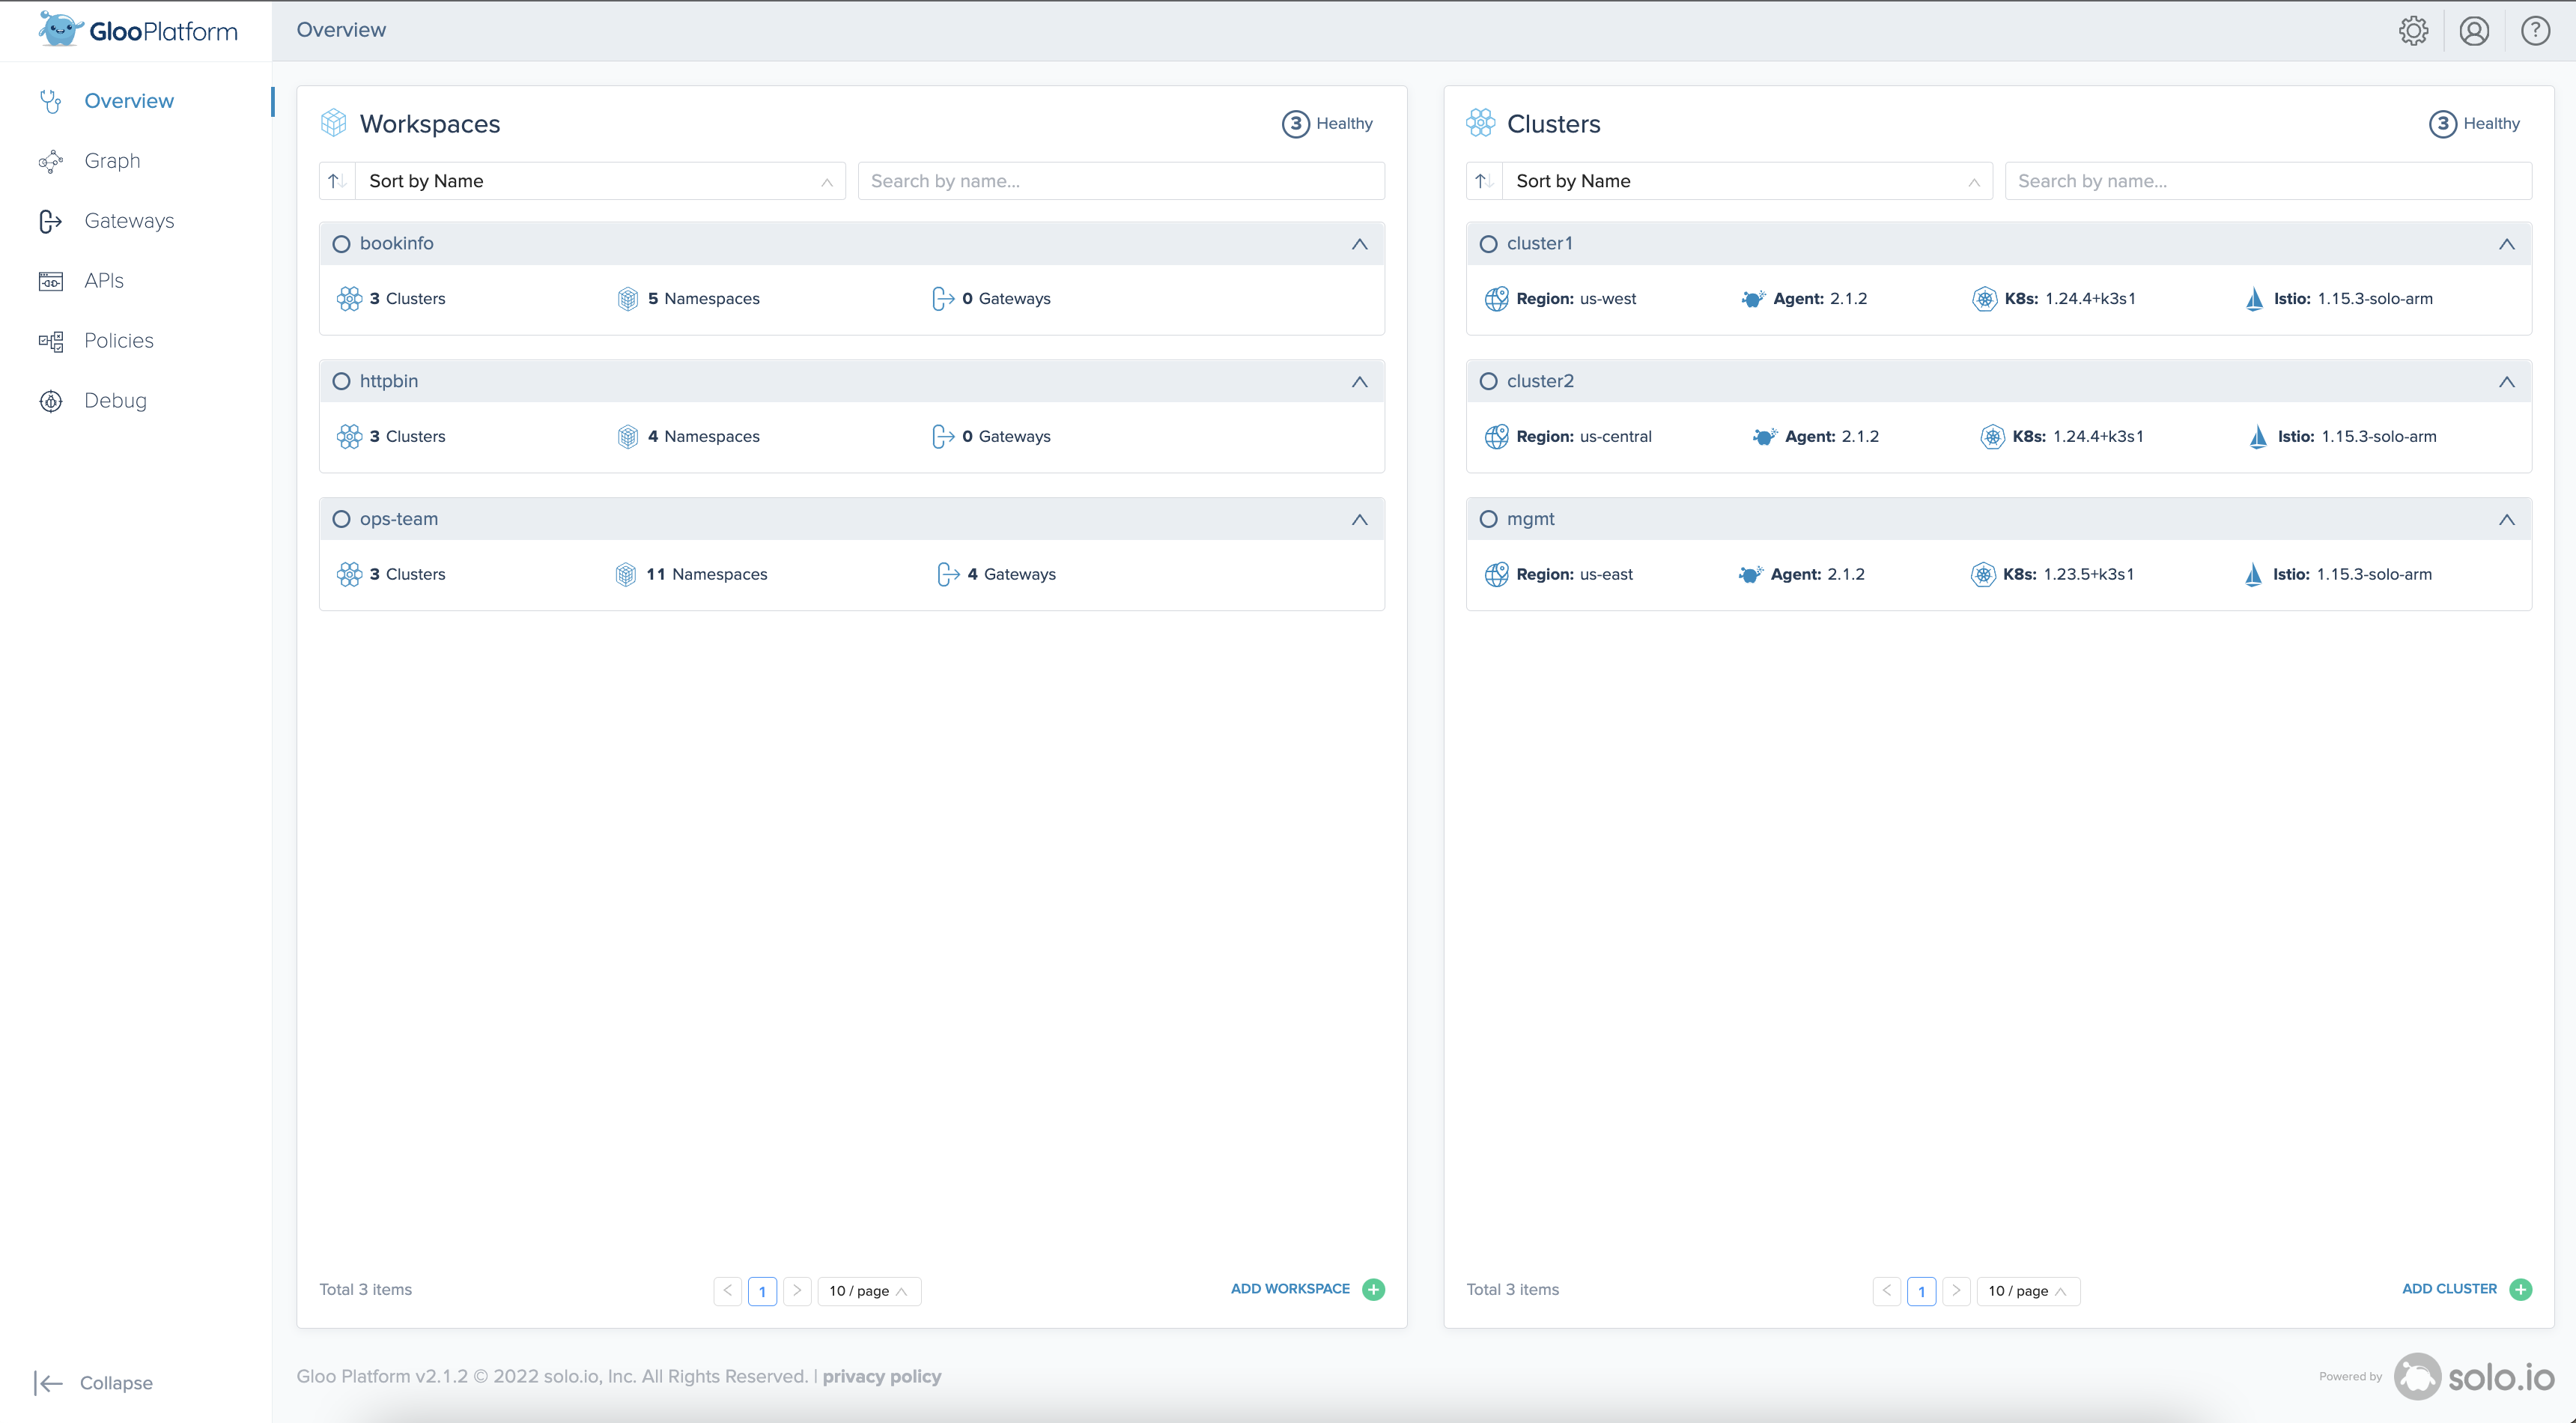 GlooPlatform
Overview
?
Overview
Graph
Gateways
APIs
Policies
Debug
Collapse
Workspaces
3 Healthy
Sort by Name
Search by name...
bookinfo
3 Clusters 5 Namespaces 0 Gateways
httpbin
3 Clusters 4 Namespaces 0 Gateways
ops-team
3 Clusters 11 Namespaces 4 Gateways
Total 3 items < 1 > 10 / page ADD WORKSPACE +
Clusters
3 Healthy
Sort by Name
Search by name...
cluster1
Region: us-west Agent: 2.1.2 K8s: 1.24.4+k3s1 Istio: 1.15.3-solo-arm
cluster2
Region: us-central Agent: 2.1.2 K8s: 1.24.4+k3s1 Istio: 1.15.3-solo-arm
mgmt
Region: us-east Agent: 2.1.2 K8s: 1.23.5+k3s1 Istio: 1.15.3-solo-arm
Total 3 items < 1 > 10 / page ADD CLUSTER +
Gloo Platform v2.1.2 © 2022 solo.io, Inc. All Rights Reserved. | privacy policy
Powered by solo.io